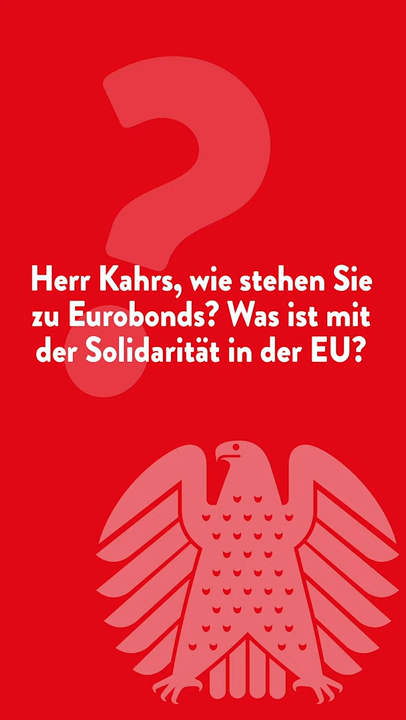 Herr Kahrs, wie stehen Sie
zu Eurobonds? Was ist mit
der Solidarität in der EU?